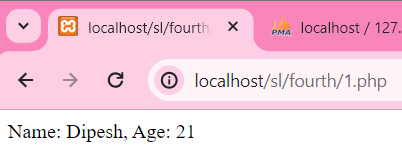 localhost/sl/fourth/
localhost / 127.
localhost/sl/fourth/1.php
Name: Dipesh, Age: 21